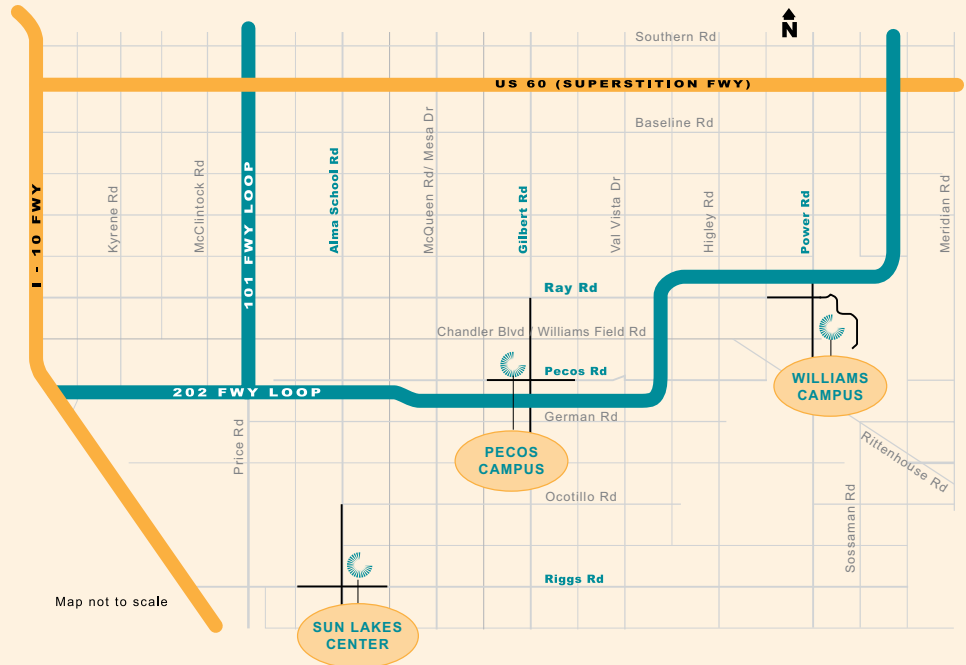 N
Southern Rd
US 60 (SUPERSTITION FWY)
Baseline Rd
I - 10 FWY
Kyrene Rd
McClintock Rd
101 FWY LOOP
Alma School Rd
McQueen Rd/ Mesa Dr
Gilbert Rd
Val Vista Dr
Higley Rd
Power Rd
Meridian Rd
Ray Rd
Chandler Blvd / Williams Field Rd
Pecos Rd
202 FWY LOOP
WILLIAMS
CAMPUS
German Rd
Price Rd
PECOS
CAMPUS
Rittenhouse Rd
Ocotillo Rd
Sossaman Rd
Riggs Rd
Map not to scale
SUN LAKES
CENTER